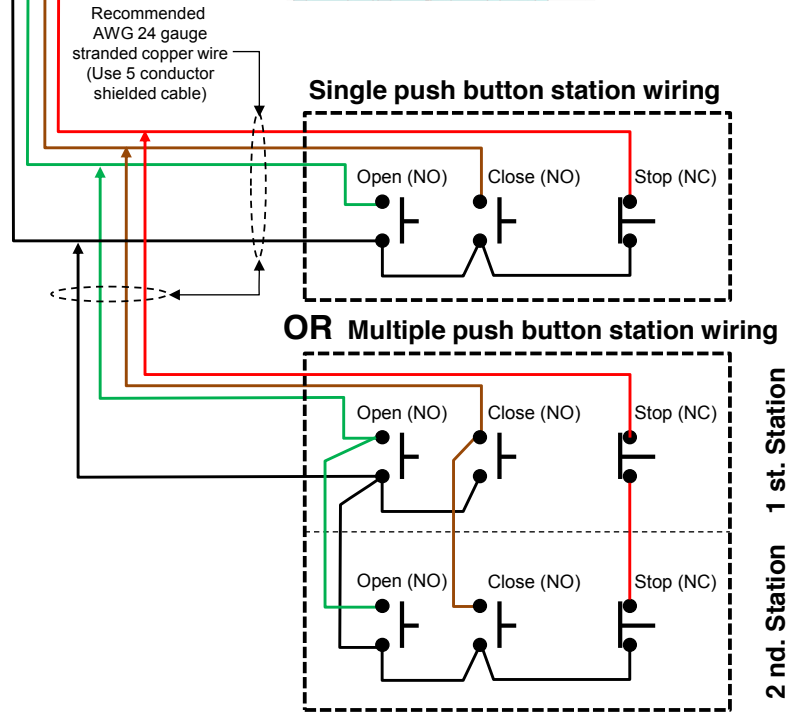 Recommended
AWG 24 gauge
stranded copper wire
(Use 5 conductor
shielded cable)
Single push button station wiring
Open (NO) Close (NO) Stop (NC)
OR Multiple push button station wiring
Open (NO) Close (NO) Stop (NC)
1 st. Station
Open (NO) Close (NO) Stop (NC)
2 nd. Station